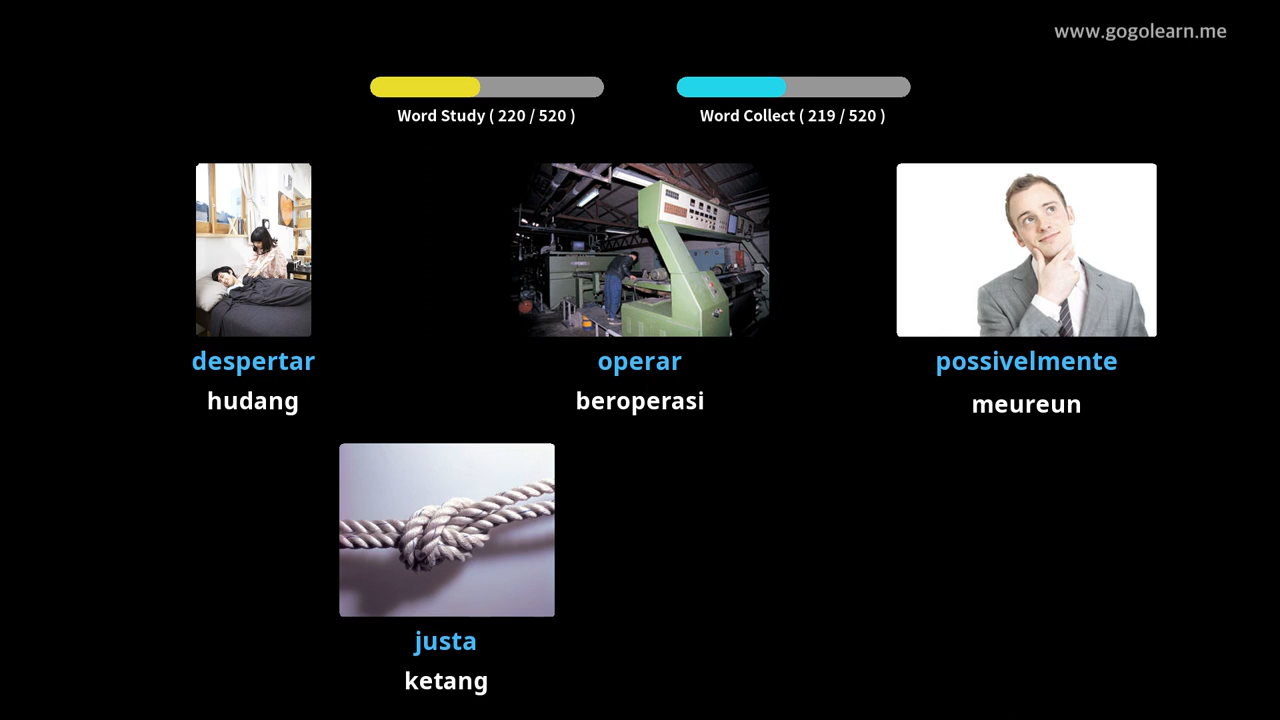 www.gogolearn.me
Word Study ( 220 / 520 )
Word Collect ( 219 / 520 )
despertar
hudang
operar
beroperasi
possivelmente
meureun
justa
ketang